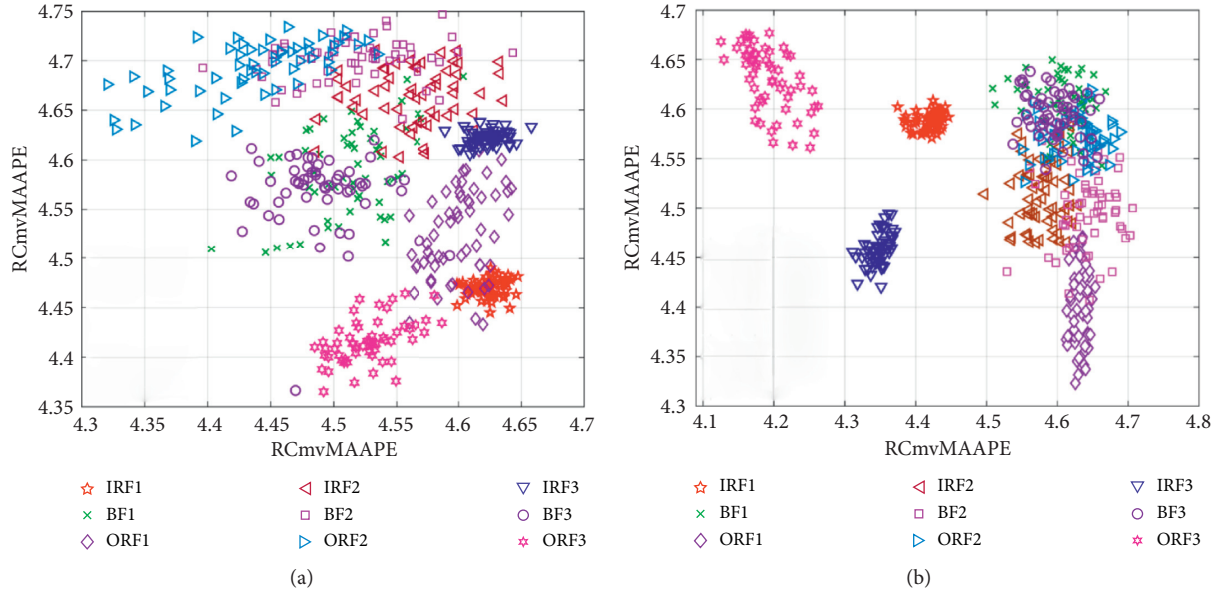 4.75
4.7
4.65
4.6
4.55
4.5
4.45
4.4
4.35
RCmvMAAPE
4.3 4.35 4.4 4.45 4.5 4.55 4.6 4.65 4.7
RCmvMAAPE
IRF1 IRF2 IRF3
BF1 BF2 BF3
ORF1 ORF2 ORF3
(a)
4.7
4.65
4.6
4.55
4.5
4.45
4.4
4.35
4.3
RCmvMAAPE
4.1 4.2 4.3 4.4 4.5 4.6 4.7 4.8
RCmvMAAPE
IRF1 IRF2 IRF3
BF1 BF2 BF3
ORF1 ORF2 ORF3
(b)